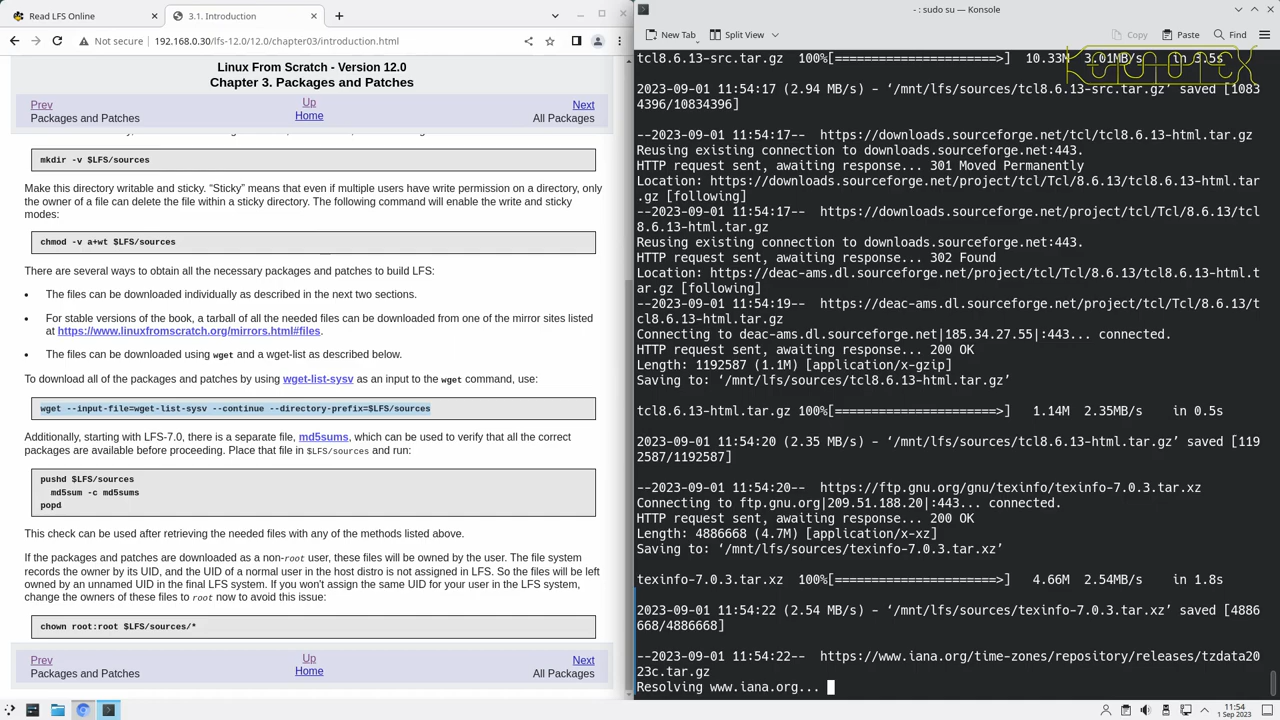 Read LFS Online
3.1. Introduction
- : sudo su — Konsole
Not secure
192.168.0.30/lfs-12.0/12.0/chapter03/introduction.html
New Tab
Split View
Copy
Paste
Find
Linux From Scratch - Version 12.0
Chapter 3. Packages and Patches
Prev
Up
Next
Packages and Patches
Home
All Packages
mkdir -v $LFS/sources
Make this directory writable and sticky. “Sticky” means that even if multiple users have write permission on a directory, only
the owner of a file can delete the file within a sticky directory. The following command will enable the write and sticky
modes:
chmod -v a+wt $LFS/sources
There are several ways to obtain all the necessary packages and patches to build LFS:
• The files can be downloaded individually as described in the next two sections.
• For stable versions of the book, a tarball of all the needed files can be downloaded from one of the mirror sites listed
at https://www.linuxfromscratch.org/mirrors.html#files.
• The files can be downloaded using wget and a wget-list as described below.
To download all of the packages and patches by using wget-list-sysv as an input to the wget command, use:
wget --input-file=wget-list-sysv --continue --directory-prefix=$LFS/sources
Additionally, starting with LFS-7.0, there is a separate file, md5sums, which can be used to verify that all the correct
packages are available before proceeding. Place that file in $LFS/sources and run:
pushd $LFS/sources
md5sum -c md5sums
popd
This check can be used after retrieving the needed files with any of the methods listed above.
If the packages and patches are downloaded as a non-root user, these files will be owned by the user. The file system
records the owner by its UID, and the UID of a normal user in the host distro is not assigned in LFS. So the files will be left
owned by an unnamed UID in the final LFS system. If you won't assign the same UID for your user in the LFS system,
change the owners of these files to root now to avoid this issue:
chown root:root $LFS/sources/*
Prev
Up
Next
Packages and Patches
Home
All Packages
tcl8.6.13-src.tar.gz 100%[=====================>] 10.33M 3.01MB/s in 3.5s
2023-09-01 11:54:17 (2.94 MB/s) - ‘/mnt/lfs/sources/tcl8.6.13-src.tar.gz’ saved [1083
4396/10834396]
--2023-09-01 11:54:17-- https://downloads.sourceforge.net/tcl/tcl8.6.13-html.tar.gz
Reusing existing connection to downloads.sourceforge.net:443.
HTTP request sent, awaiting response... 301 Moved Permanently
Location: https://downloads.sourceforge.net/project/tcl/Tcl/8.6.13/tcl8.6.13-html.tar
.gz [following]
--2023-09-01 11:54:17-- https://downloads.sourceforge.net/project/tcl/Tcl/8.6.13/tcl
8.6.13-html.tar.gz
Reusing existing connection to downloads.sourceforge.net:443.
HTTP request sent, awaiting response... 302 Found
Location: https://deac-ams.dl.sourceforge.net/project/tcl/Tcl/8.6.13/tcl8.6.13-html.t
ar.gz [following]
--2023-09-01 11:54:19-- https://deac-ams.dl.sourceforge.net/project/tcl/Tcl/8.6.13/t
cl8.6.13-html.tar.gz
Connecting to deac-ams.dl.sourceforge.net|185.34.27.55|:443... connected.
HTTP request sent, awaiting response... 200 OK
Length: 1192587 (1.1M) [application/x-gzip]
Saving to: ‘/mnt/lfs/sources/tcl8.6.13-html.tar.gz’
tcl8.6.13-html.tar.gz 100%[=====================>] 1.14M 2.35MB/s in 0.5s
2023-09-01 11:54:20 (2.35 MB/s) - ‘/mnt/lfs/sources/tcl8.6.13-html.tar.gz’ saved [119
2587/1192587]
--2023-09-01 11:54:20-- https://ftp.gnu.org/gnu/texinfo/texinfo-7.0.3.tar.xz
Connecting to ftp.gnu.org|209.51.188.20|:443... connected.
HTTP request sent, awaiting response... 200 OK
Length: 4886668 (4.7M) [application/x-xz]
Saving to: ‘/mnt/lfs/sources/texinfo-7.0.3.tar.xz’
texinfo-7.0.3.tar.xz 100%[=====================>] 4.66M 2.54MB/s in 1.8s
2023-09-01 11:54:22 (2.54 MB/s) - ‘/mnt/lfs/sources/texinfo-7.0.3.tar.xz’ saved [4886
668/4886668]
--2023-09-01 11:54:22-- https://www.iana.org/time-zones/repository/releases/tzdata20
23c.tar.gz
Resolving www.iana.org...
11:54
1 Sep 2023